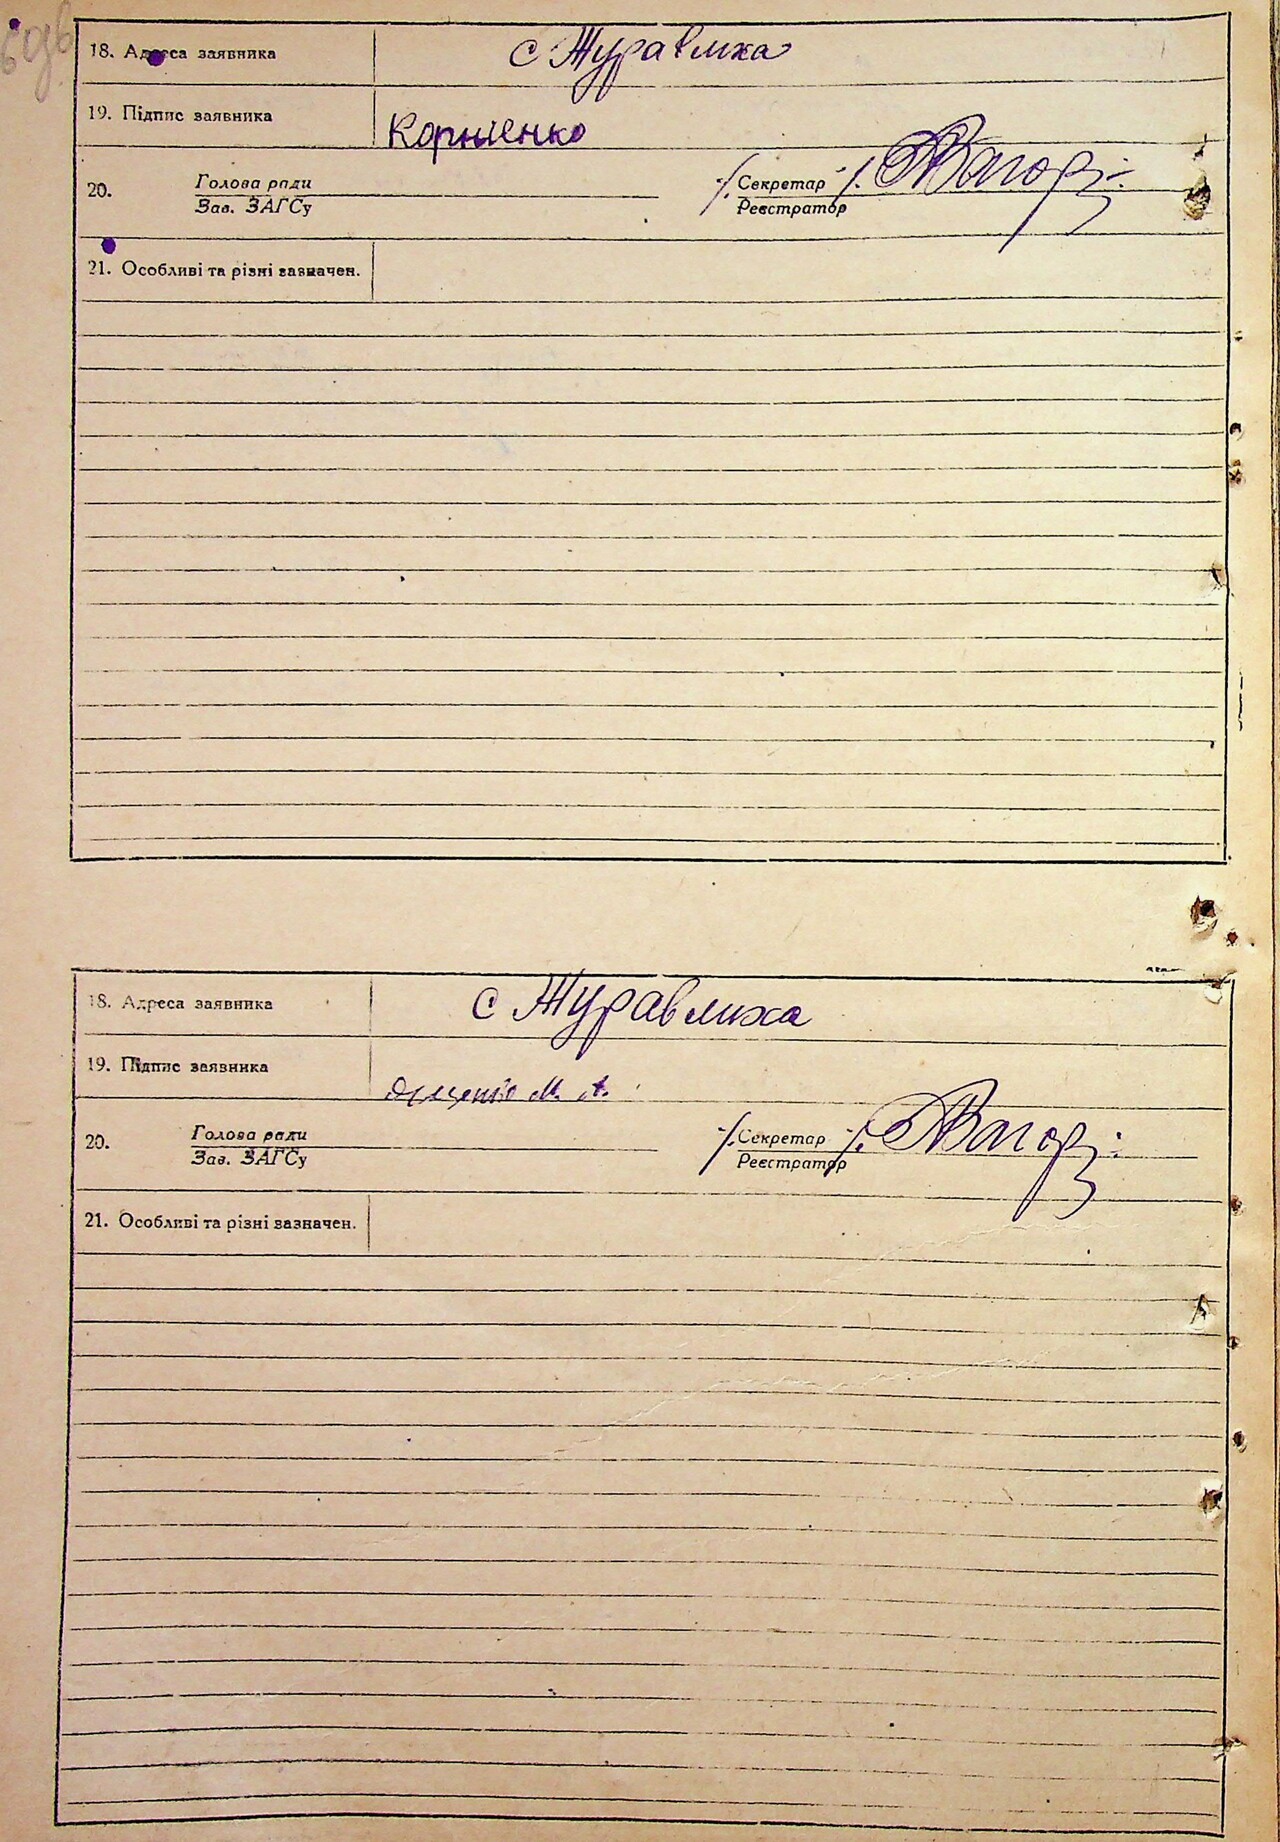 18. Адреса заявника с Журавлиха
19. Підпис заявника Корнієнко
20. Голова ради Секретар
Зав. ЗАГСу Реєстратор
21. Особливі та різні зазначен.
18. Адреса заявника с Журавлиха
19. Підпис заявника М. А.
20. Голова ради Секретар
Зав. ЗАГСу Реєстратор
21. Особливі та різні зазначен.